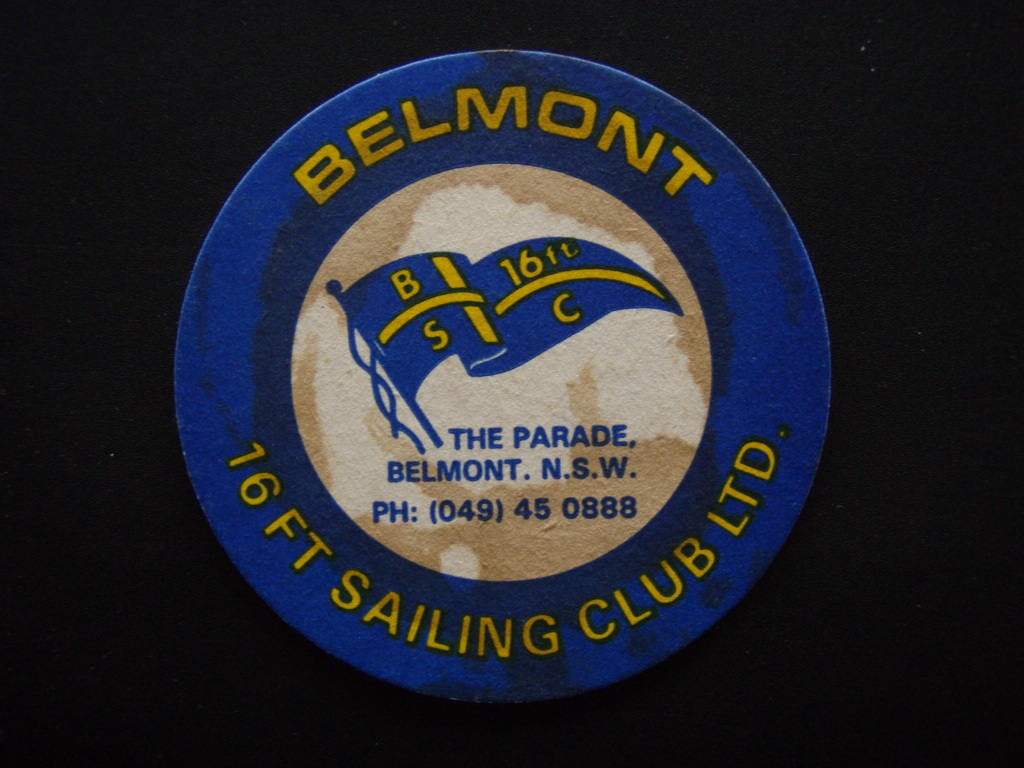 BELMONT
B 16ft
S C
THE PARADE,
BELMONT. N.S.W.
PH: (049) 45 0888
16 FT SAILING CLUB LTD.